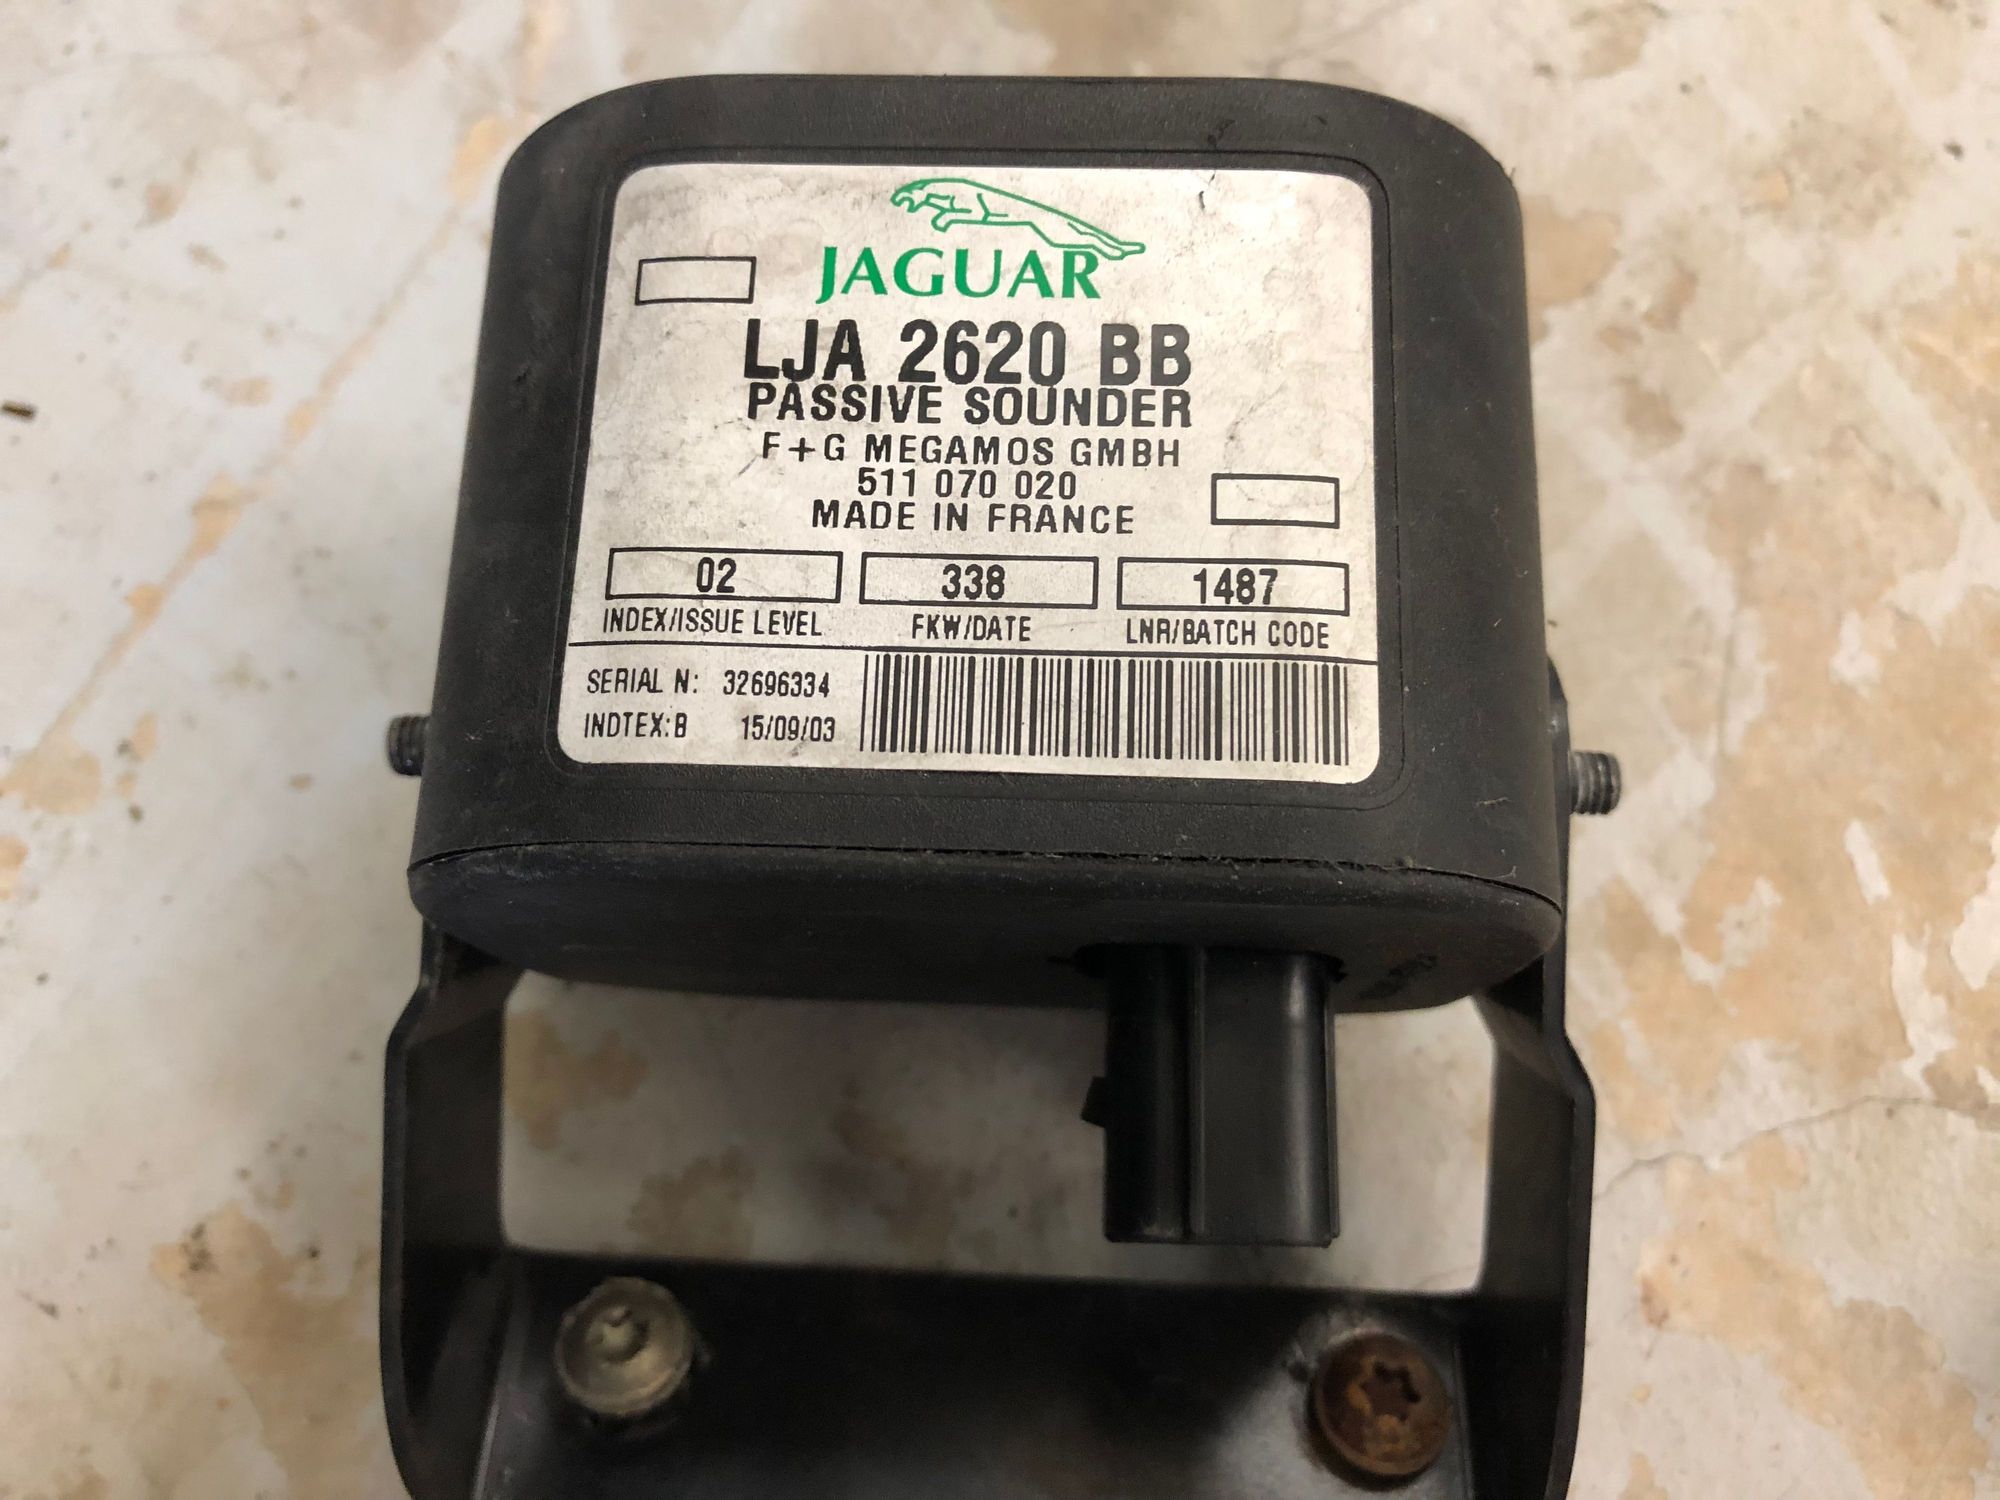 JAGUAR
LJA 2620 BB
PASSIVE SOUNDER
F+G MEGAMOS GMBH
511 070 020
MADE IN FRANCE
02 338 1487
INDEX/ISSUE LEVEL FKW/DATE LNR/BATCH CODE
SERIAL N: 32696334
INDTEX:B 15/09/03